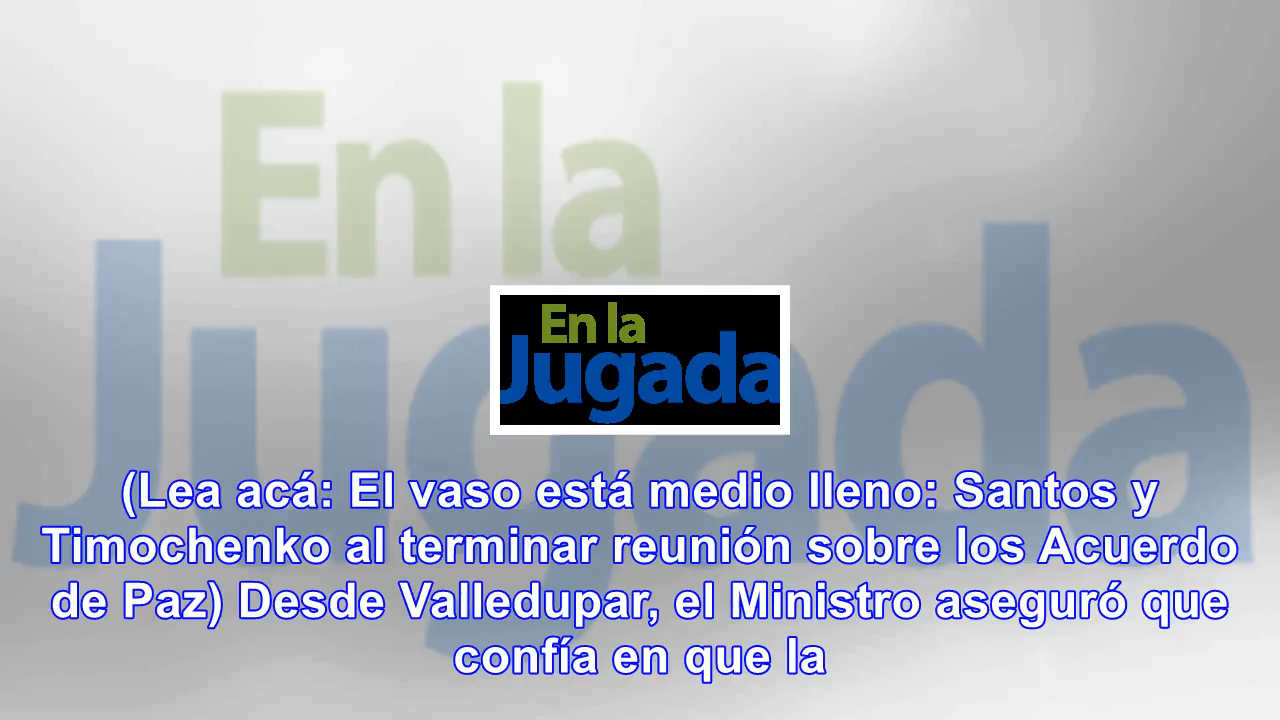 En la
Jugada
En la
Jugada
(Lea acá: El vaso está medio lleno: Santos y
Timochenko al terminar reunión sobre los Acuerdo
de Paz) Desde Valledupar, el Ministro aseguró que
confía en que la